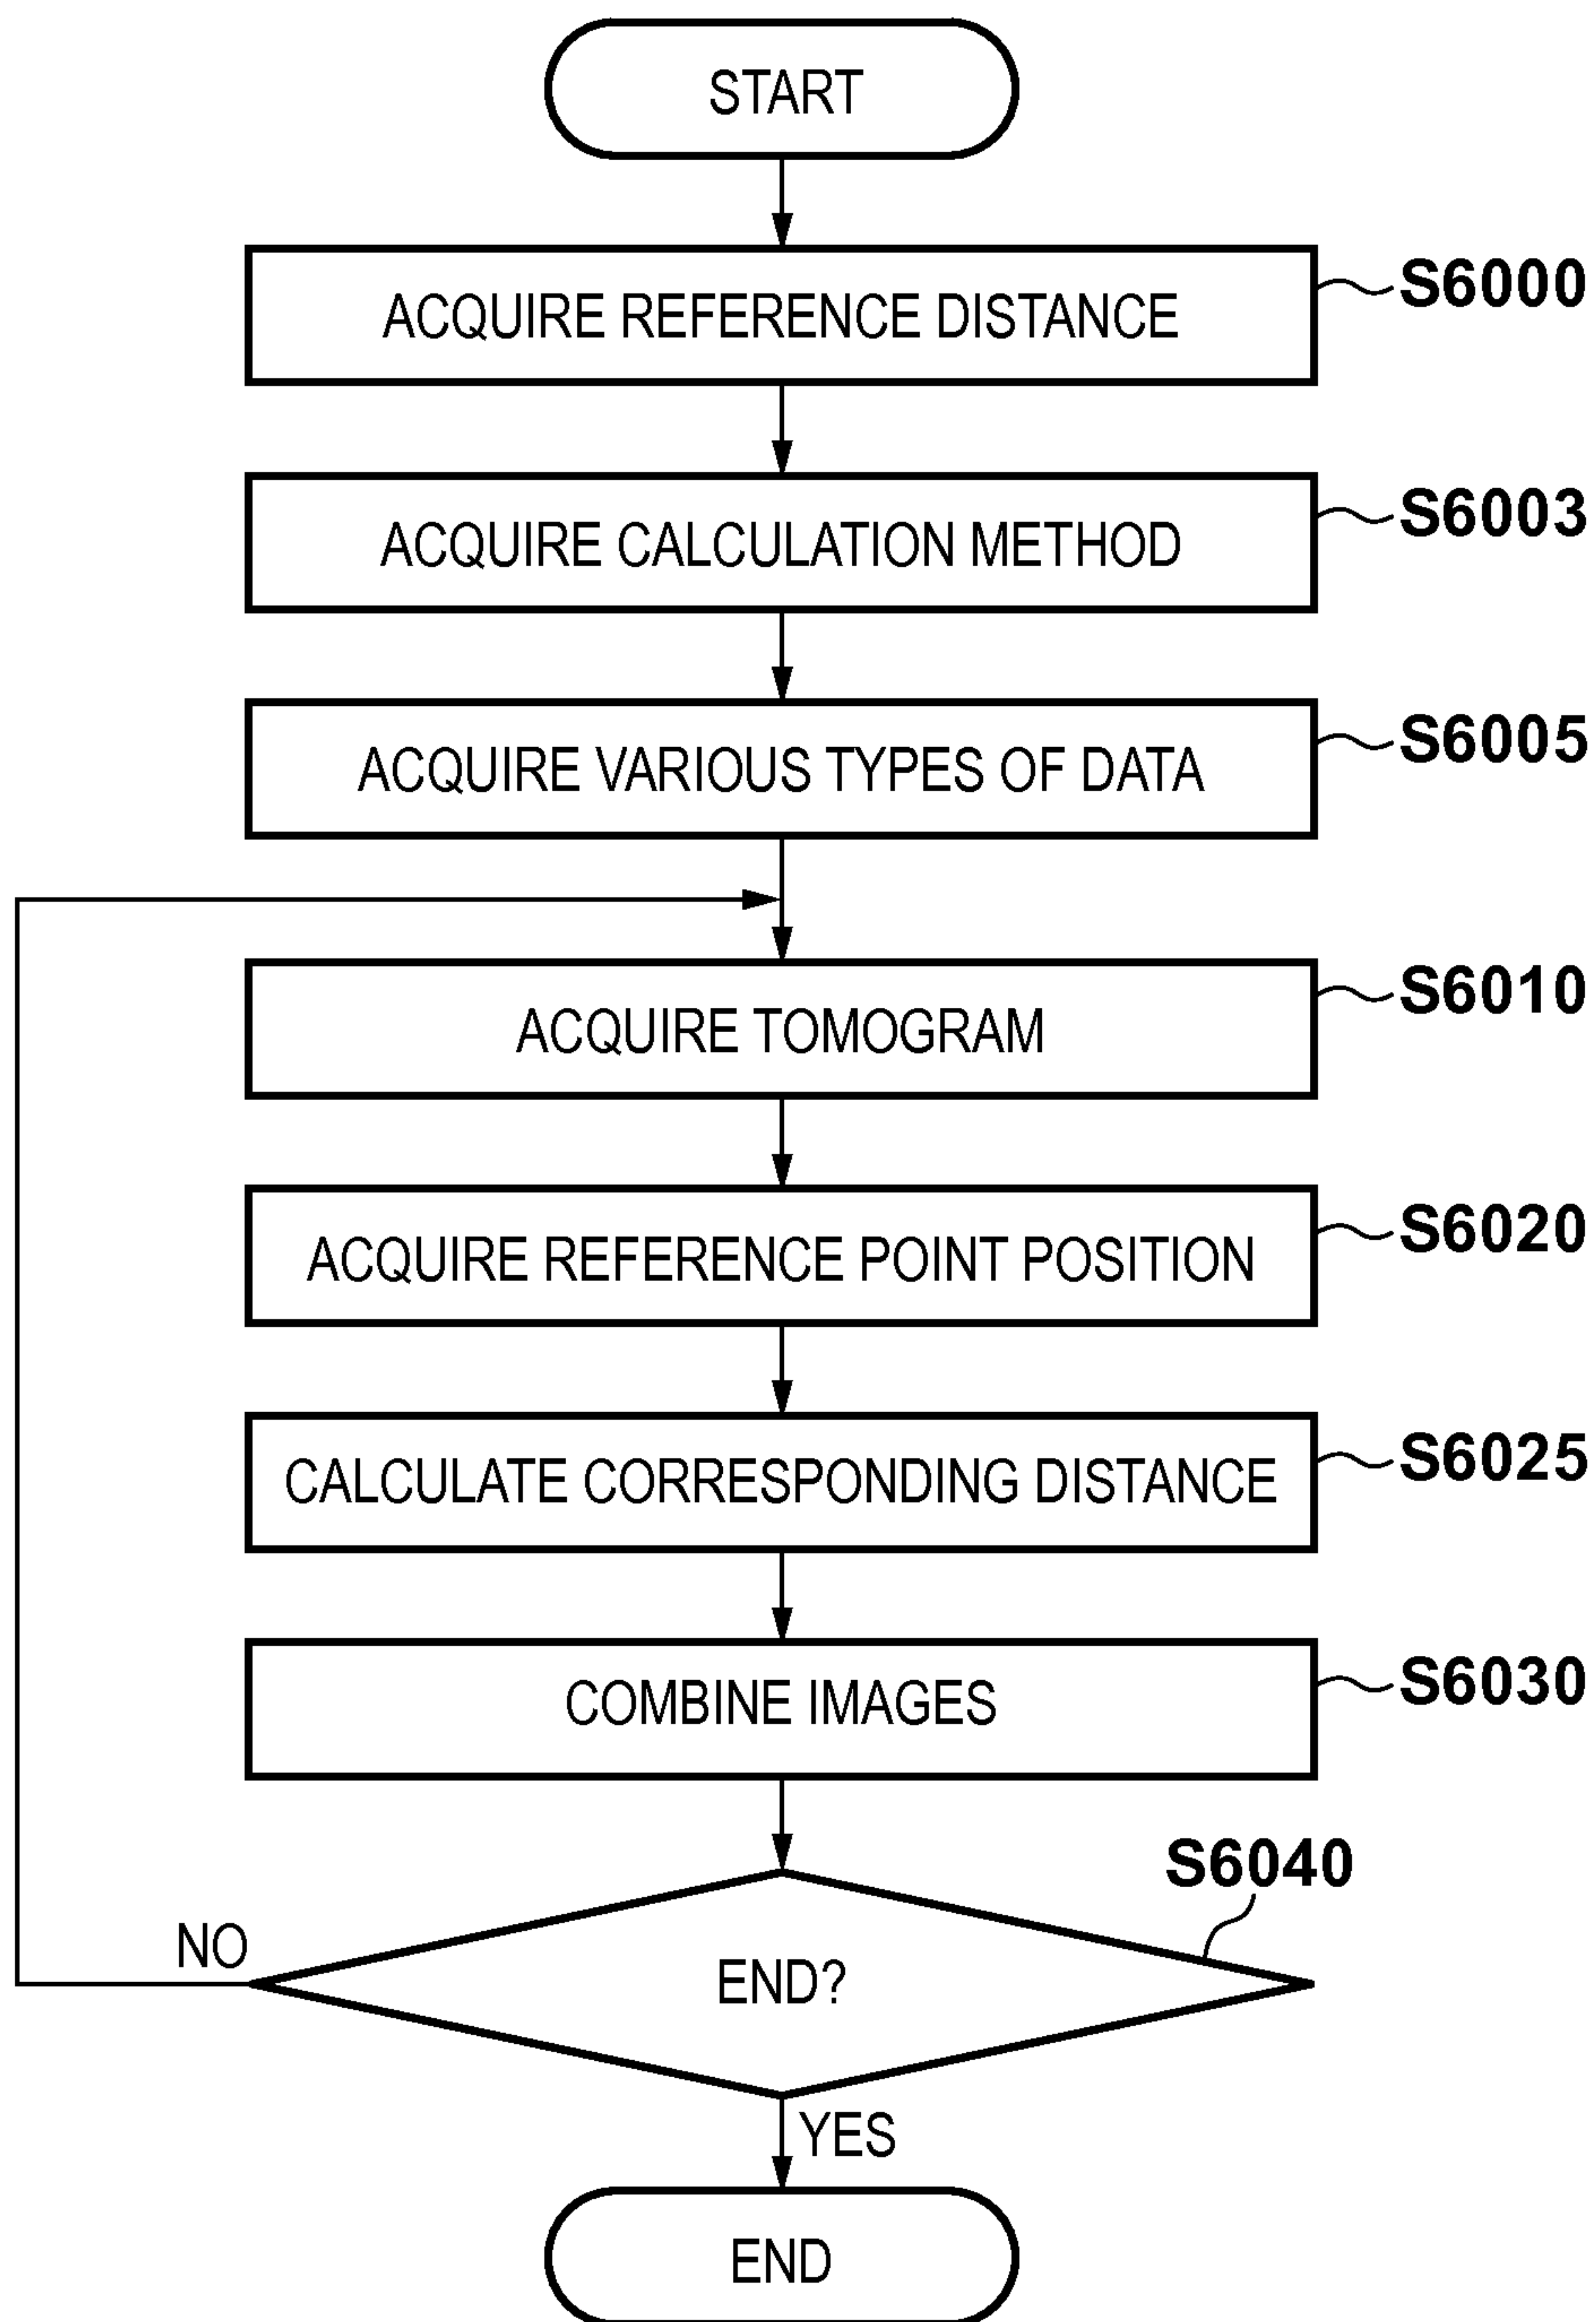 START
ACQUIRE REFERENCE DISTANCE
S6000
ACQUIRE CALCULATION METHOD
S6003
ACQUIRE VARIOUS TYPES OF DATA
S6005
ACQUIRE TOMOGRAM
S6010
ACQUIRE REFERENCE POINT POSITION
S6020
CALCULATE CORRESPONDING DISTANCE
S6025
COMBINE IMAGES
S6030
S6040
NO
END?
YES
END